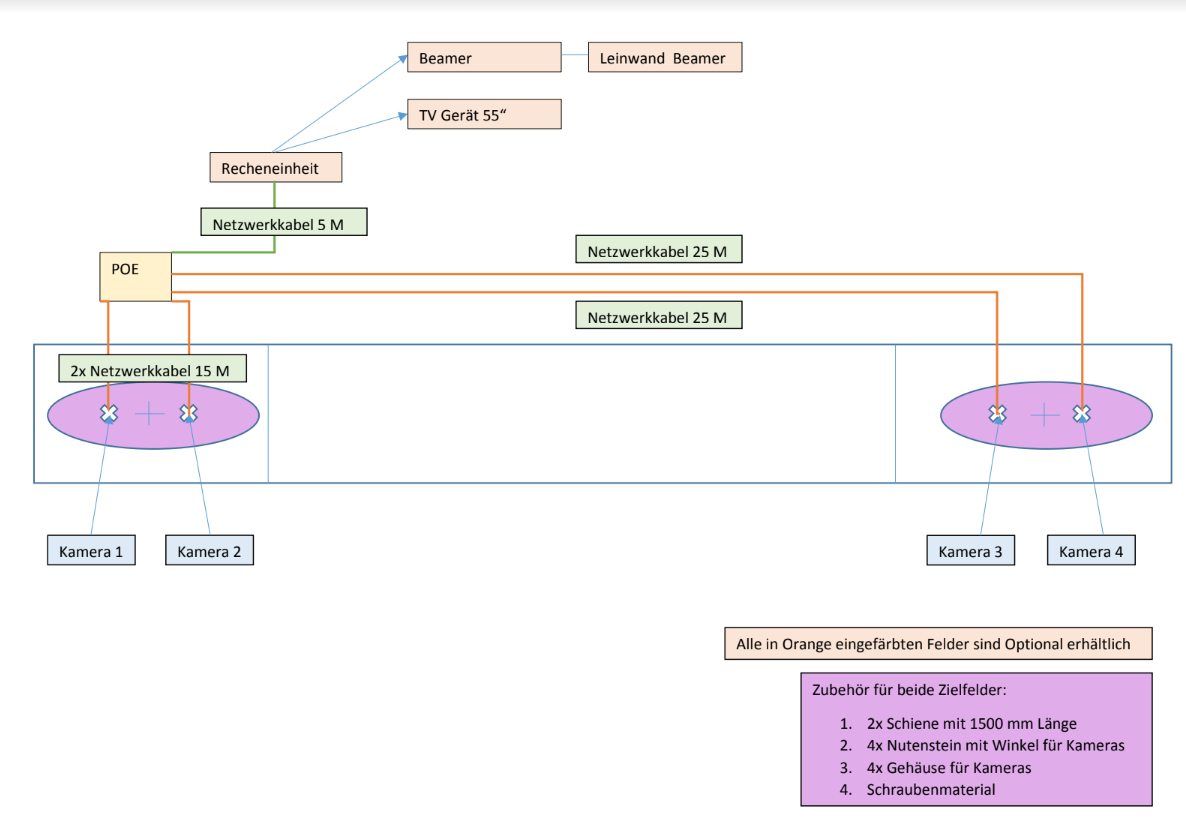 Beamer
Leinwand Beamer
TV Gerät 55“
Recheneinheit
Netzwerkkabel 5 M
Netzwerkkabel 25 M
POE
Netzwerkkabel 25 M
2x Netzwerkkabel 15 M
Kamera 1
Kamera 2
Kamera 3
Kamera 4
Alle in Orange eingefärbten Felder sind Optional erhältlich
Zubehör für beide Zielfelder:
1. 2x Schiene mit 1500 mm Länge
2. 4x Nutenstein mit Winkel für Kameras
3. 4x Gehäuse für Kameras
4. Schraubenmaterial